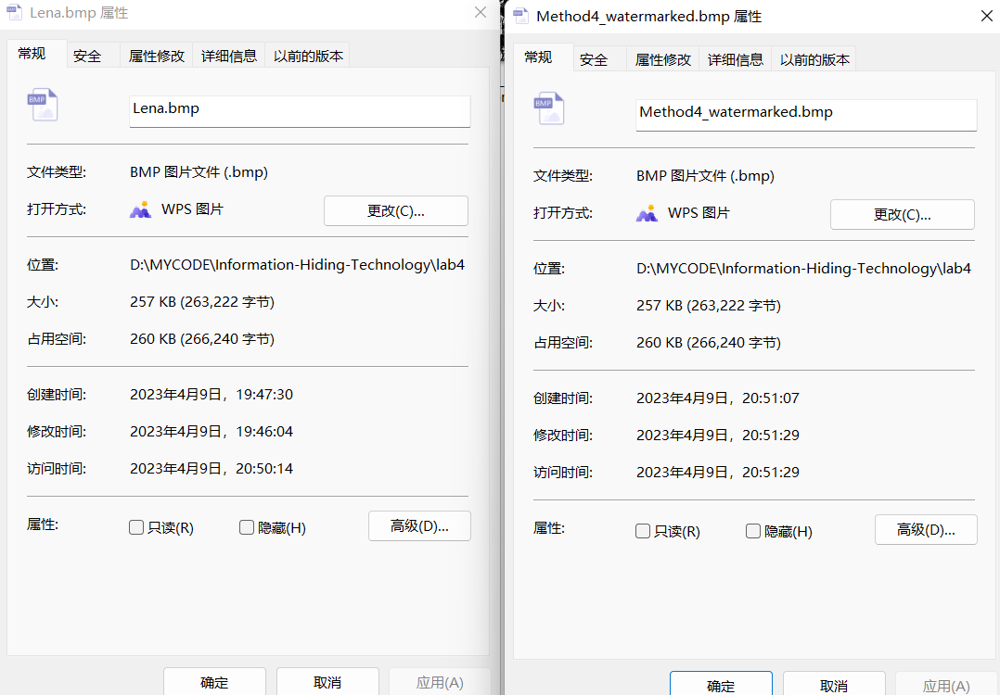 Lena.bmp 属性
常规
安全
属性修改
详细信息
以前的版本
BMP
Lena.bmp
文件类型:
BMP 图片文件 (.bmp)
打开方式:
WPS 图片
更改(C)...
位置:
D:\MYCODE\Information-Hiding-Technology\lab4
大小:
257 KB (263,222 字节)
占用空间:
260 KB (266,240 字节)
创建时间:
2023年4月9日，19:47:30
修改时间:
2023年4月9日，19:46:04
访问时间:
2023年4月9日，20:50:14
属性:
只读(R)
隐藏(H)
高级(D)...
确定
取消
应用(A)
Method4_watermarked.bmp 属性
常规
安全
属性修改
详细信息
以前的版本
BMP
Method4_watermarked.bmp
文件类型:
BMP 图片文件 (.bmp)
打开方式:
WPS 图片
更改(C)...
位置:
D:\MYCODE\Information-Hiding-Technology\lab4
大小:
257 KB (263,222 字节)
占用空间:
260 KB (266,240 字节)
创建时间:
2023年4月9日，20:51:07
修改时间:
2023年4月9日，20:51:29
访问时间:
2023年4月9日，20:51:29
属性:
只读(R)
隐藏(H)
高级(D)...
确定
取消
应用(A)